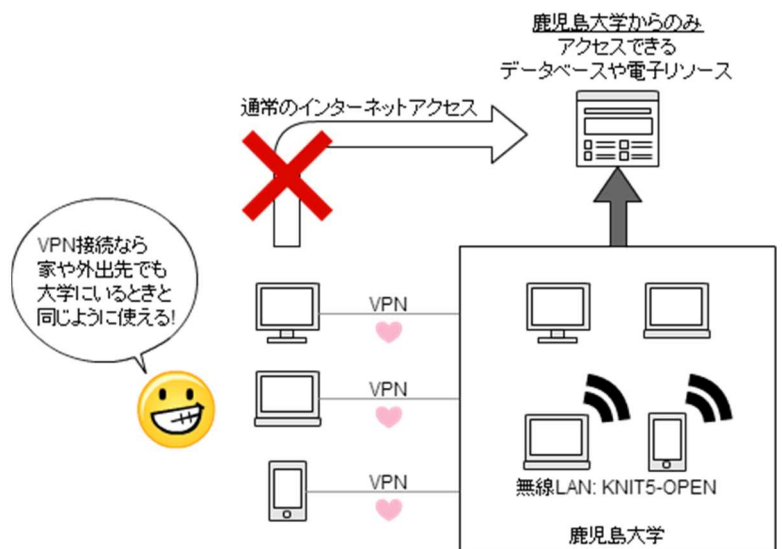 鹿児島大学からのみ
アクセスできる
データベースや電子リソース
通常のインターネットアクセス
VPN接続なら
家や外出先でも
大学にいるときと
同じように使える!
VPN
VPN
VPN
無線LAN: KNIT5-OPEN
鹿児島大学